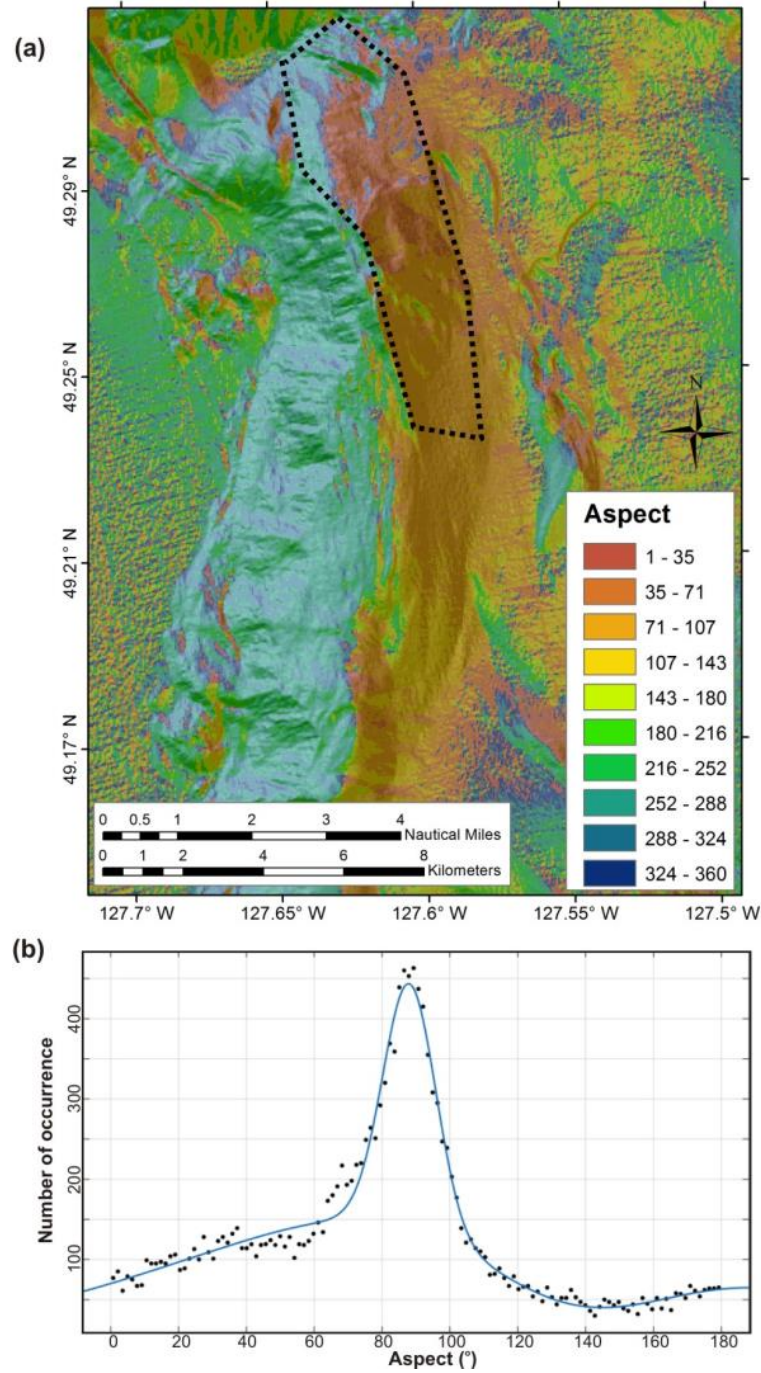 (a)
49.29° N
49.25° N
49.21° N
49.17° N
N
Aspect
1 - 35
35 - 71
71 - 107
107 - 143
143 - 180
180 - 216
216 - 252
252 - 288
288 - 324
324 - 360
0 0.5 1 2 3 4
Nautical Miles
0 1 2 4 6 8
Kilometers
127.7° W 127.65° W 127.6° W 127.55° W 127.5° W
(b)
Number of occurrence
400
300
200
100
0 20 40 60 80 100 120 140 160 180
Aspect (°)